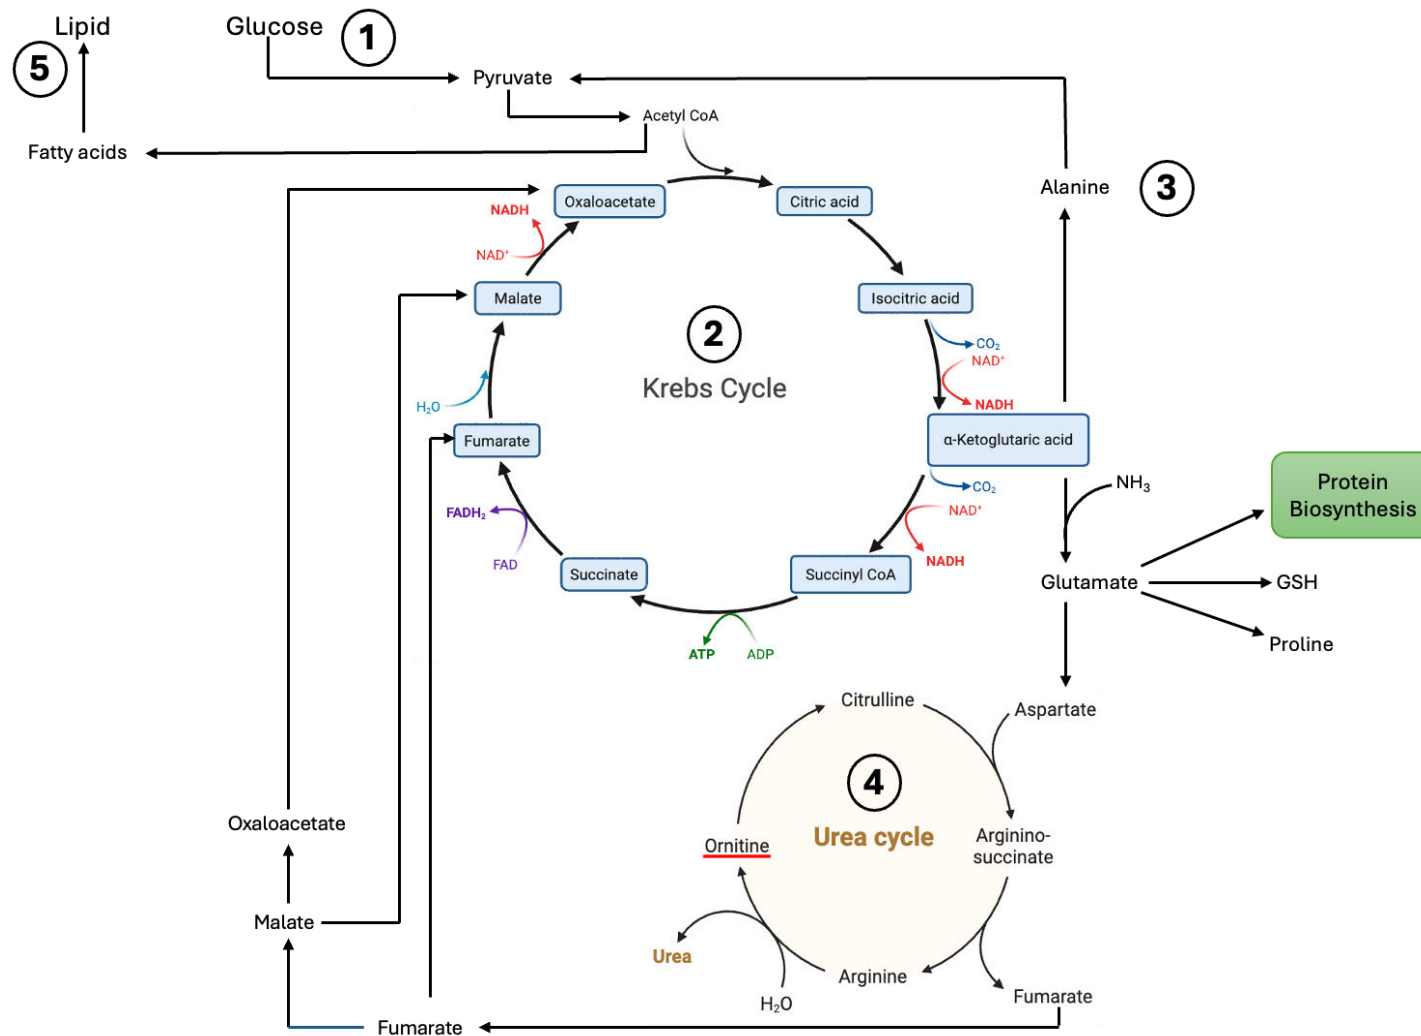 Lipid
Glucose
1
5
Pyruvate
Acetyl CoA
Fatty acids
Alanine
3
Oxaloacetate
Citric acid
NADH
NAD⁺
Malate
Isocritic acid
2
Krebs Cycle
CO₂
NAD⁺
NADH
H₂O
Fumarate
α-Ketoglutaric acid
CO₂
NAD⁺
NADH
NH₃
Protein
Biosynthesis
FADH₂
FAD
Succinate
Succinyl CoA
Glutamate
GSH
Proline
ATP
ADP
Citrulline
Aspartate
4
Urea cycle
Ornitine
Arginino-
succinate
Oxaloacetate
Malate
Urea
Arginine
H₂O
Fumarate
Fumarate